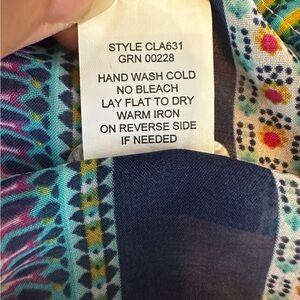 STYLE CLA631
GRN 00228
HAND WASH COLD
NO BLEACH
LAY FLAT TO DRY
WARM IRON
ON REVERSE SIDE
IF NEEDED